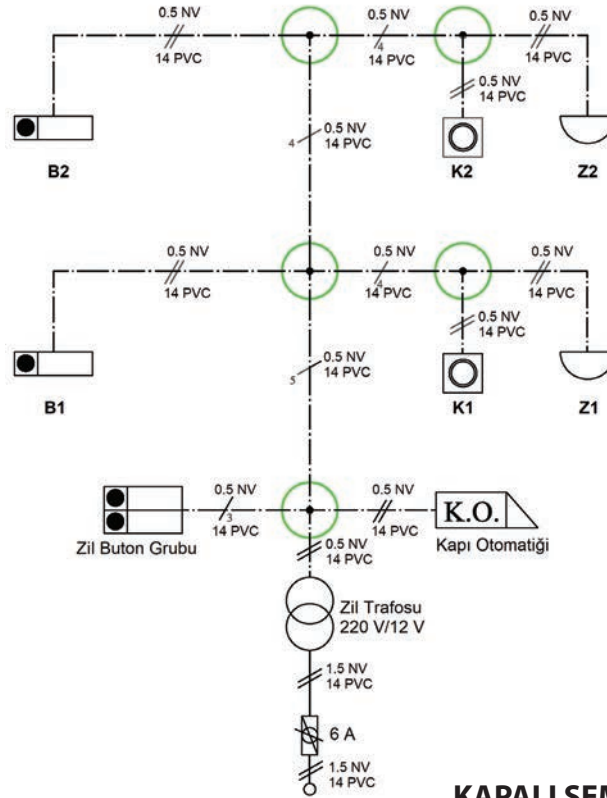 0.5 NV
14 PVC
0.5 NV
4
14 PVC
0.5 NV
14 PVC
0.5 NV
14 PVC
B2
4
0.5 NV
14 PVC
K2
Z2
0.5 NV
14 PVC
0.5 NV
4
14 PVC
0.5 NV
14 PVC
0.5 NV
14 PVC
B1
5
0.5 NV
14 PVC
K1
Z1
0.5 NV
3
14 PVC
Zil Buton Grubu
0.5 NV
14 PVC
K.O.
Kapı Otomatiği
0.5 NV
14 PVC
Zil Trafosu
220 V/12 V
1.5 NV
14 PVC
6 A
1.5 NV
14 PVC